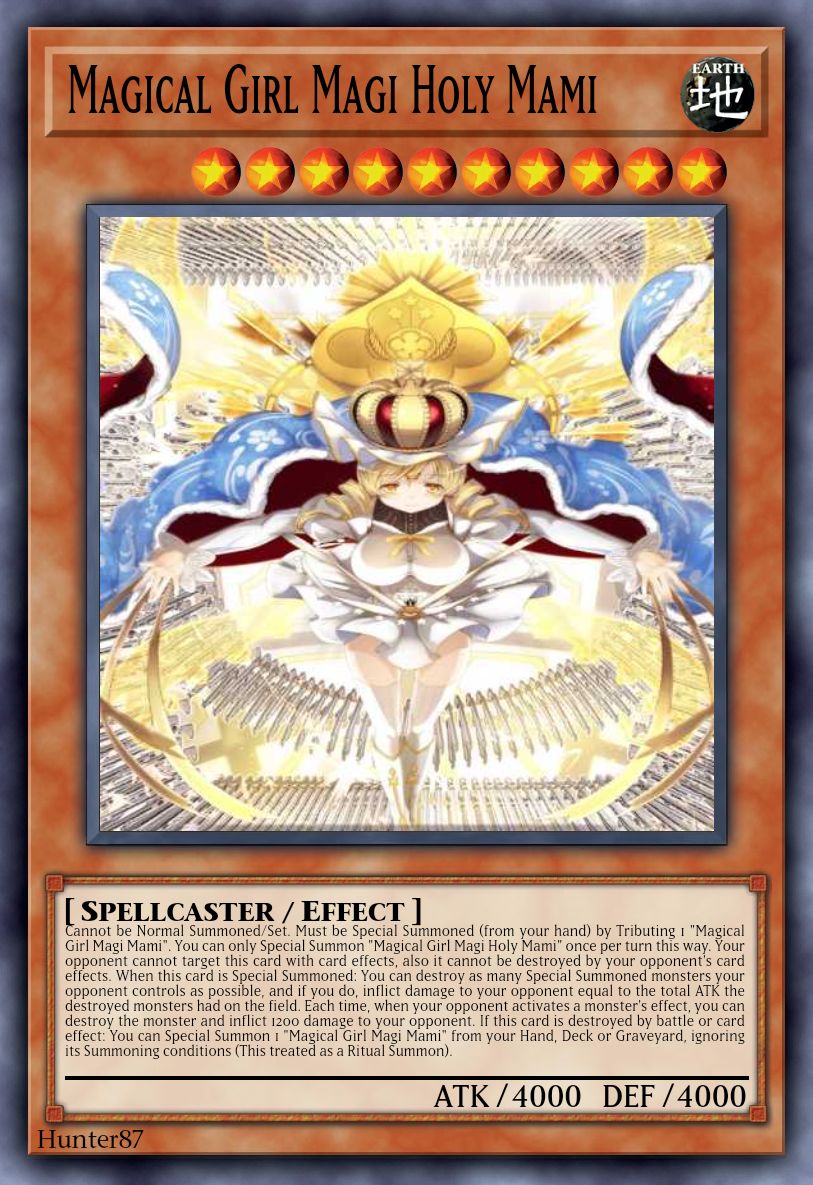 Magical Girl Magi Holy Mami
EARTH
地
[ Spellcaster / Effect ]
Cannot be Normal Summoned/Set. Must be Special Summoned (from your hand) by Tributing 1 "Magical
Girl Magi Mami". You can only Special Summon "Magical Girl Magi Holy Mami" once per turn this way. Your
opponent cannot target this card with card effects, also it cannot be destroyed by your opponent's card
effects. When this card is Special Summoned: You can destroy as many Special Summoned monsters your
opponent controls as possible, and if you do, inflict damage to your opponent equal to the total ATK the
destroyed monsters had on the field. Each time, when your opponent activates a monster's effect, you can
destroy the monster and inflict 1200 damage to your opponent. If this card is destroyed by battle or card
effect: You can Special Summon 1 "Magical Girl Magi Mami" from your Hand, Deck or Graveyard, ignoring
its Summoning conditions (This treated as a Ritual Summon).
ATK / 4000 DEF / 4000
Hunter87